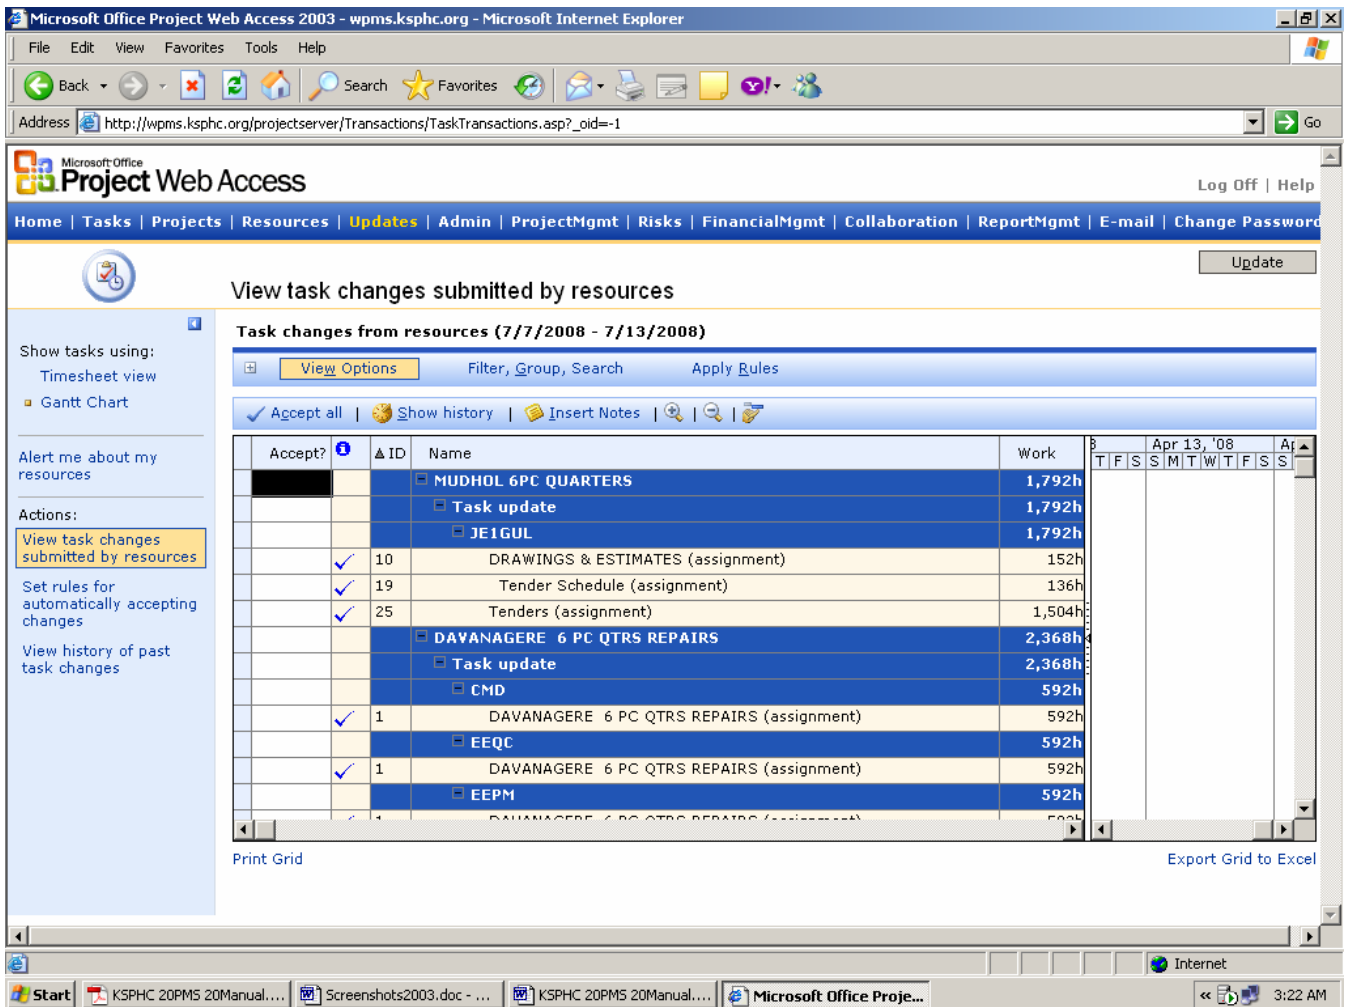 Microsoft Office Project Web Access 2003 - wpms.ksphc.org - Microsoft Internet Explorer
File Edit View Favorites Tools Help
Back Search Favorites
Address http://wpms.ksphc.org/projectserver/Transactions/TaskTransactions.asp?_oid=-1 Go
Microsoft Office
Project Web Access
Log Off | Help
Home | Tasks | Projects | Resources | Updates | Admin | ProjectMgmt | Risks | FinancialMgmt | Collaboration | ReportMgmt | E-mail | Change Password
Update
View task changes submitted by resources
Task changes from resources (7/7/2008 - 7/13/2008)
Show tasks using:
Timesheet view
Gantt Chart
Alert me about my
resources
Actions:
View task changes
submitted by resources
Set rules for
automatically accepting
changes
View history of past
task changes
View Options Filter, Group, Search Apply Rules
Accept all | Show history | Insert Notes |
Accept? ID Name Work
Apr 13, '08
T F S S M T W T F S S
MUDHOL 6PC QUARTERS 1,792h
Task update 1,792h
JE1GUL 1,792h
10 DRAWINGS & ESTIMATES (assignment) 152h
19 Tender Schedule (assignment) 136h
25 Tenders (assignment) 1,504h
DAVANAGERE 6 PC QTRS REPAIRS 2,368h
Task update 2,368h
CMD 592h
1 DAVANAGERE 6 PC QTRS REPAIRS (assignment) 592h
EEQC 592h
1 DAVANAGERE 6 PC QTRS REPAIRS (assignment) 592h
EEPM 592h
Print Grid Export Grid to Excel
Internet
Start KSPHC 20PMS 20Manual.... Screenshots2003.doc - ... KSPHC 20PMS 20Manual.... Microsoft Office Proje... 3:22 AM